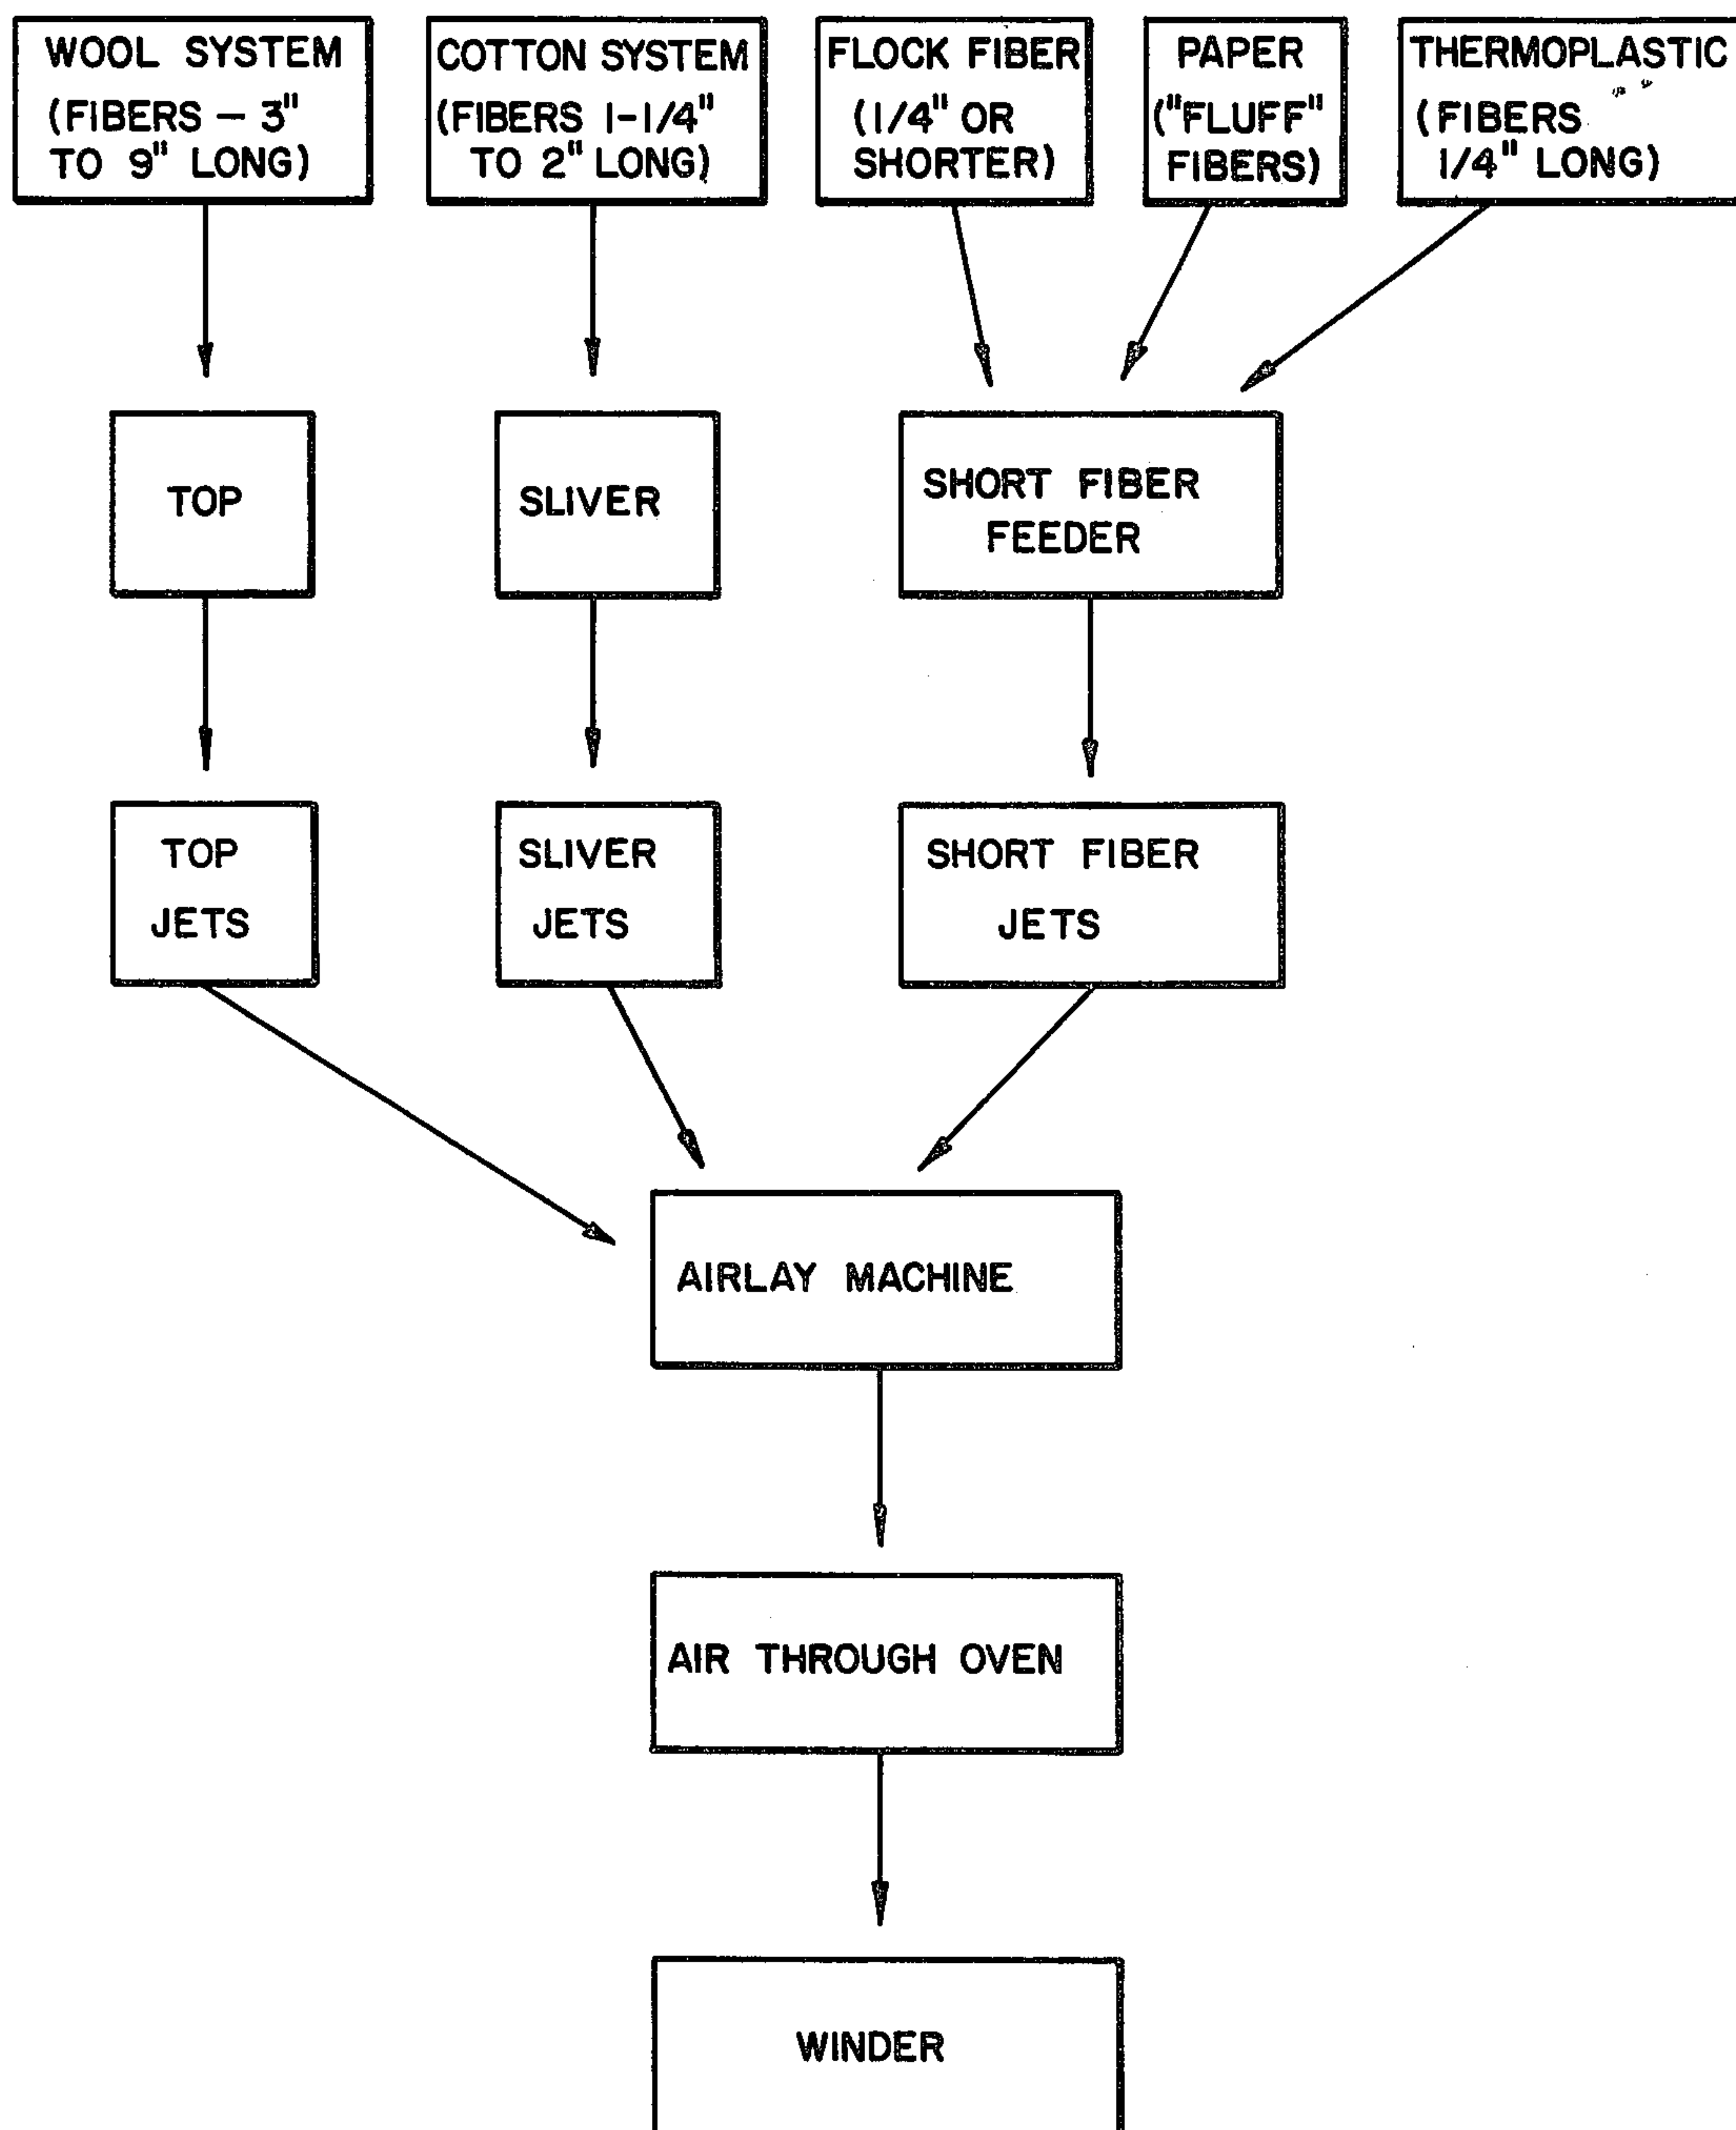 WOOL SYSTEM
(FIBERS – 3"
TO 9" LONG)
COTTON SYSTEM
(FIBERS 1-1/4"
TO 2" LONG)
FLOCK FIBER
(1/4" OR
SHORTER)
PAPER
("FLUFF"
FIBERS)
THERMOPLASTIC
(FIBERS
1/4" LONG)
TOP
SLIVER
SHORT FIBER
FEEDER
TOP
JETS
SLIVER
JETS
SHORT FIBER
JETS
AIRLAY MACHINE
AIR THROUGH OVEN
WINDER